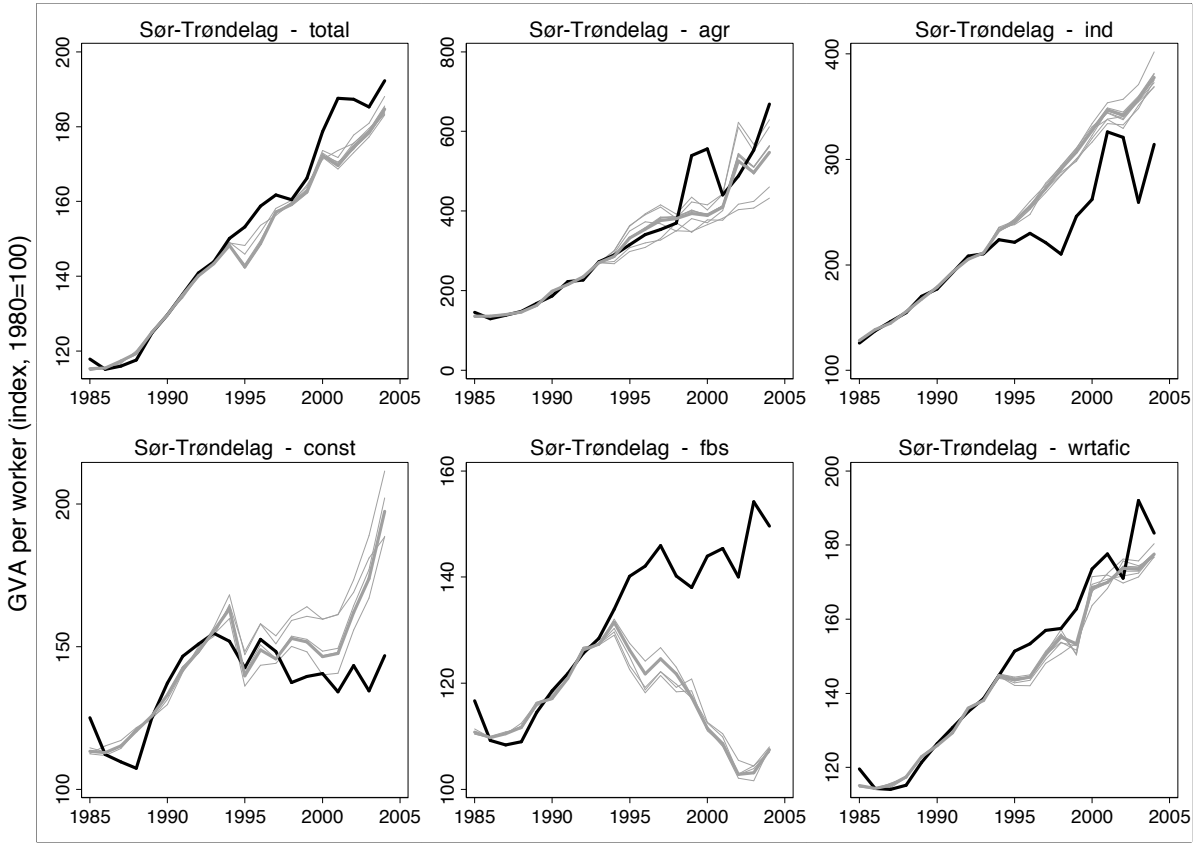 GVA per worker (index, 1980=100)
Sør-Trøndelag - total
200
180
160
140
120
1985 1990 1995 2000 2005
Sør-Trøndelag - agr
800
600
400
200
0
1985 1990 1995 2000 2005
Sør-Trøndelag - ind
400
300
200
100
1985 1990 1995 2000 2005
Sør-Trøndelag - const
200
150
100
1985 1990 1995 2000 2005
Sør-Trøndelag - fbs
160
140
120
100
1985 1990 1995 2000 2005
Sør-Trøndelag - wrtafic
200
180
160
140
120
1985 1990 1995 2000 2005